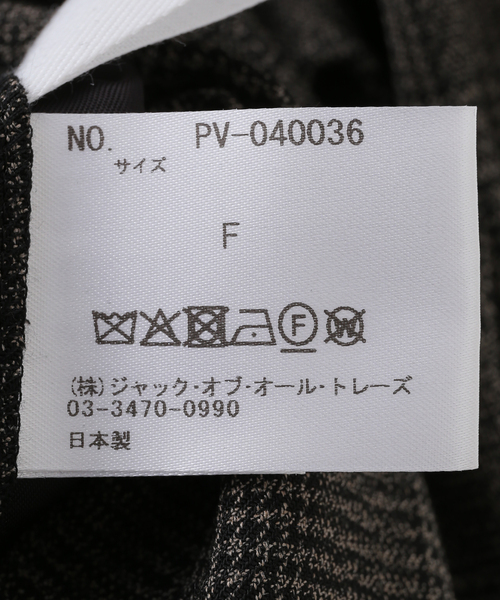 NO. PV-040036
サイズ
F
F W
(株)ジャック・オブ・オール・トレーズ
03-3470-0990
日本製